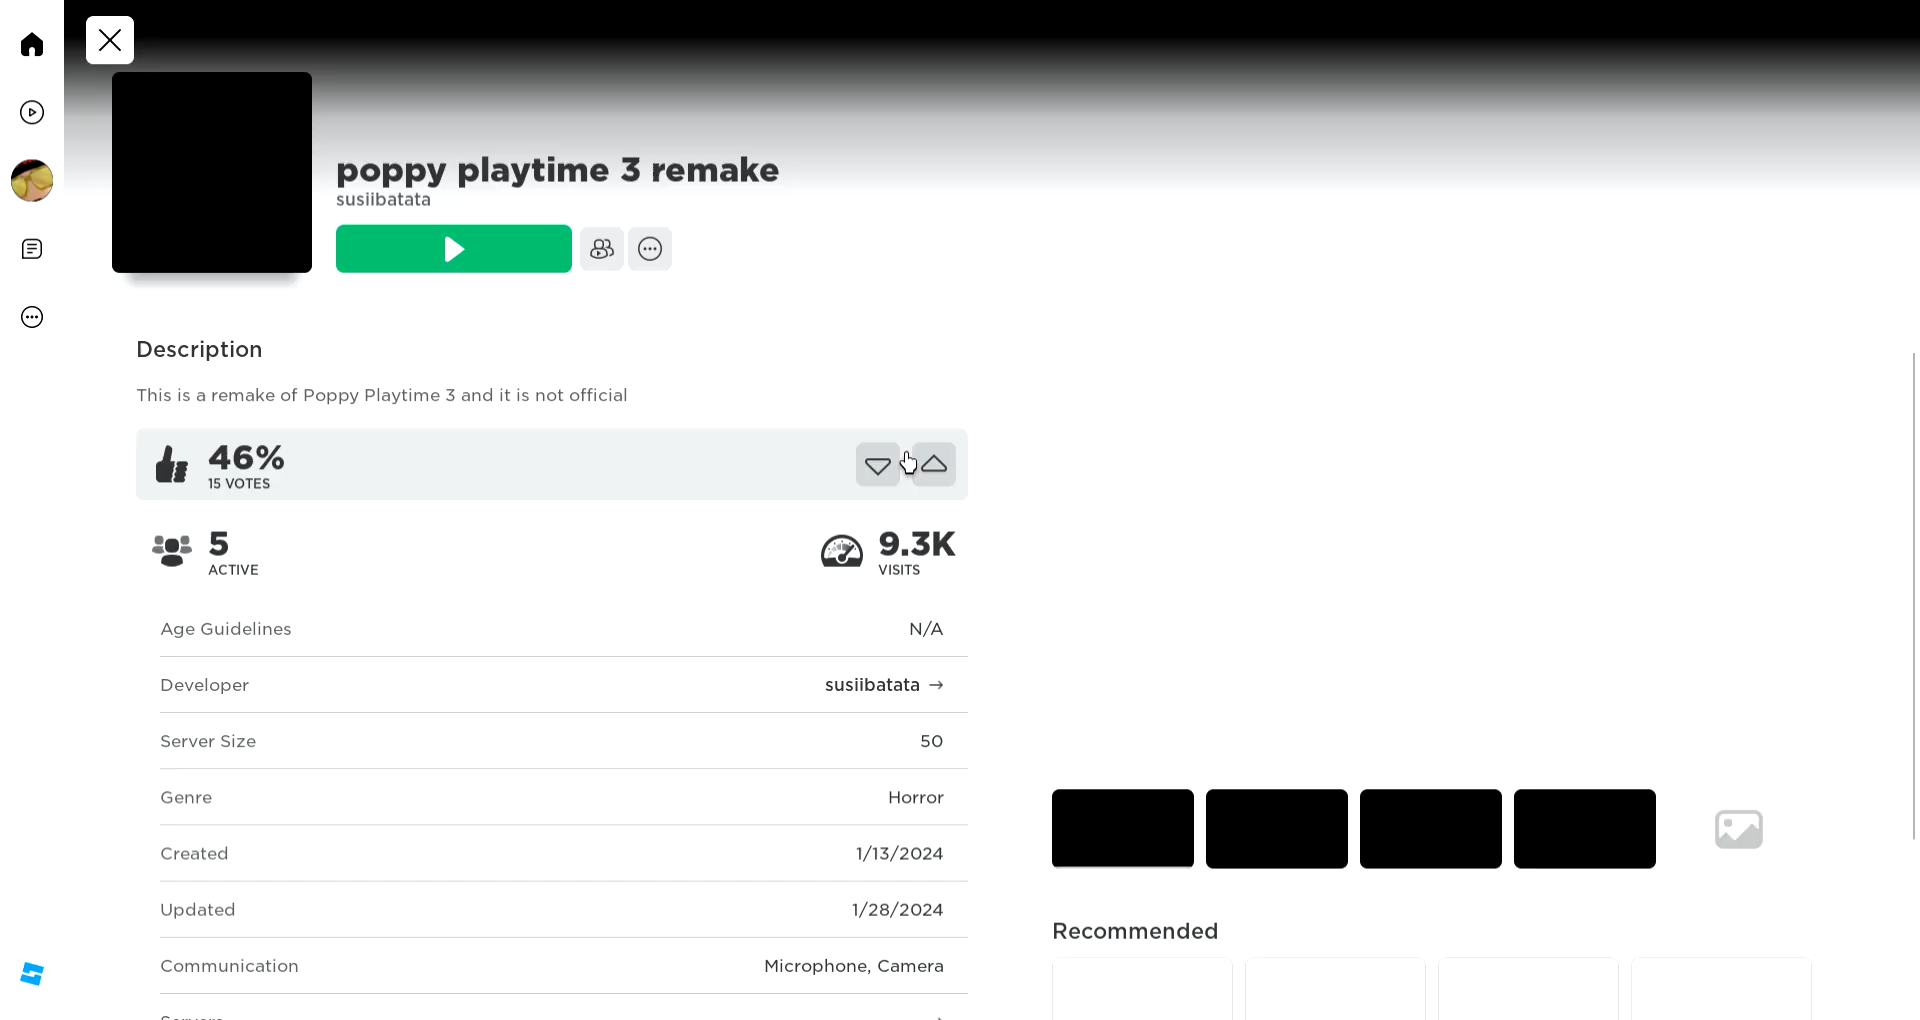 poppy playtime 3 remake
susiibatata
Description
This is a remake of Poppy Playtime 3 and it is not official
46%
15 VOTES
5
ACTIVE
9.3K
VISITS
Age Guidelines N/A
Developer susiibatata →
Server Size 50
Genre Horror
Created 1/13/2024
Updated 1/28/2024
Communication Microphone, Camera
Recommended